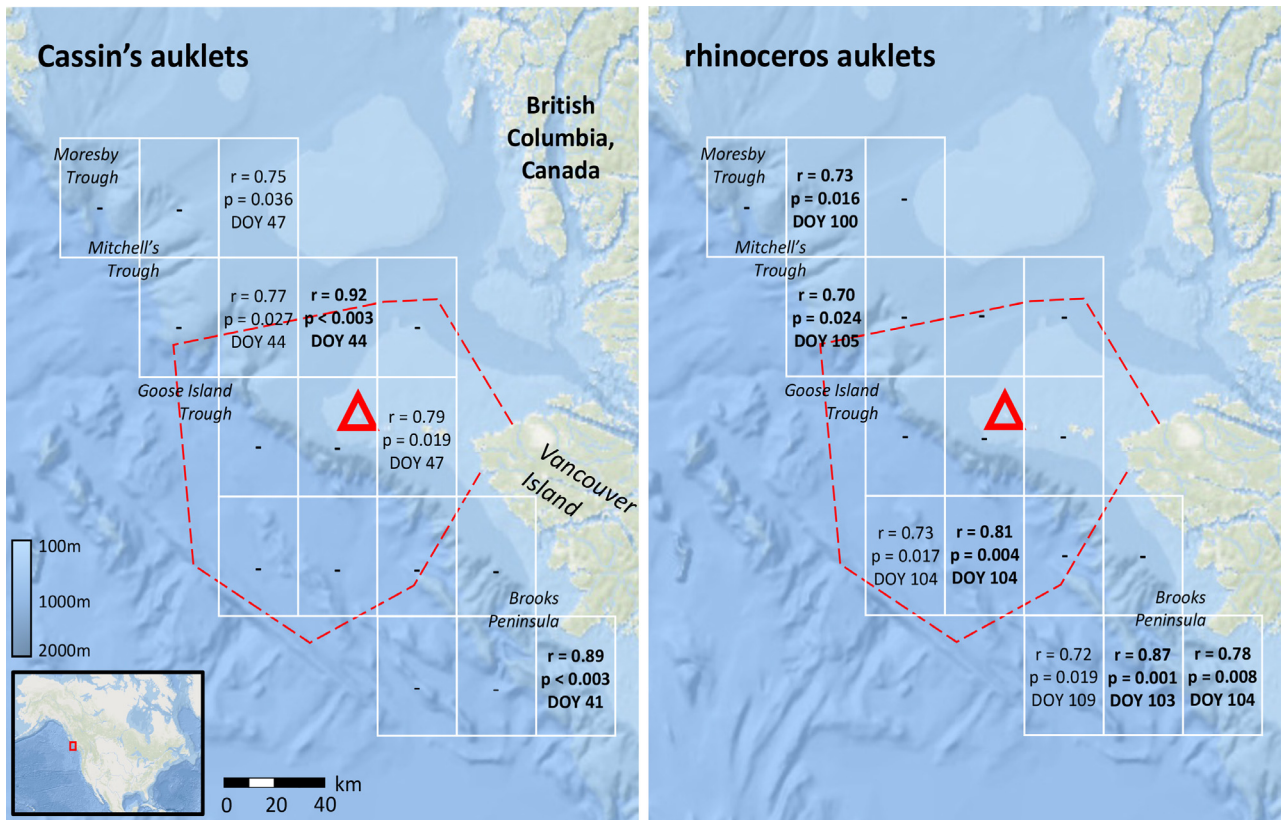 Cassin's auklets
British
Columbia,
Canada
Moresby
Trough
-
-
r = 0.75
p = 0.036
DOY 47
Mitchell's
Trough
-
r = 0.77
p = 0.027
DOY 44
r = 0.92
p < 0.003
DOY 44
-
Goose Island
Trough
-
-
r = 0.79
p = 0.019
DOY 47
Vancouver
Island
-
-
-
-
Brooks
Peninsula
-
-
r = 0.89
p < 0.003
DOY 41
100m
1000m
2000m
0 20 40 km
rhinoceros auklets
Moresby
Trough
-
r = 0.73
p = 0.016
DOY 100
-
Mitchell's
Trough
r = 0.70
p = 0.024
DOY 105
-
-
-
Goose Island
Trough
-
-
-
r = 0.73
p = 0.017
DOY 104
r = 0.81
p = 0.004
DOY 104
-
-
Brooks
Peninsula
r = 0.72
p = 0.019
DOY 109
r = 0.87
p = 0.001
DOY 103
r = 0.78
p = 0.008
DOY 104